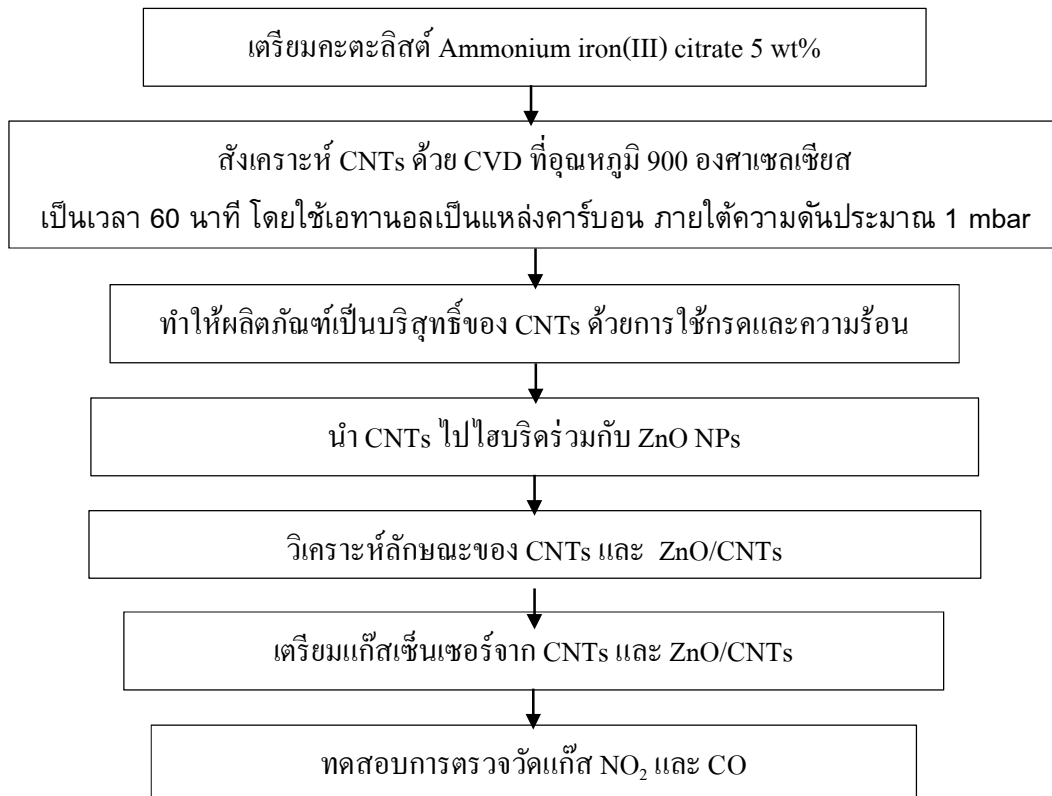 เตรียมคะตะลิสต์ Ammonium iron(III) citrate 5 wt%
สังเคราะห์ CNTs ด้วย CVD ที่อุณหภูมิ 900 องศาเซลเซียส
เป็นเวลา 60 นาที โดยใช้เอทานอลเป็นแหล่งคาร์บอน ภายใต้ความดันประมาณ 1 mbar
ทำให้ผลิตภัณฑ์เป็นบริสุทธิ์ของ CNTs ด้วยการใช้กรดและความร้อน
นำ CNTs ไปไฮบริดร่วมกับ ZnO NPs
วิเคราะห์ลักษณะของ CNTs และ ZnO/CNTs
เตรียมแก๊สเซ็นเซอร์จาก CNTs และ ZnO/CNTs
ทดสอบการตรวจวัดแก๊ส NO₂ และ CO